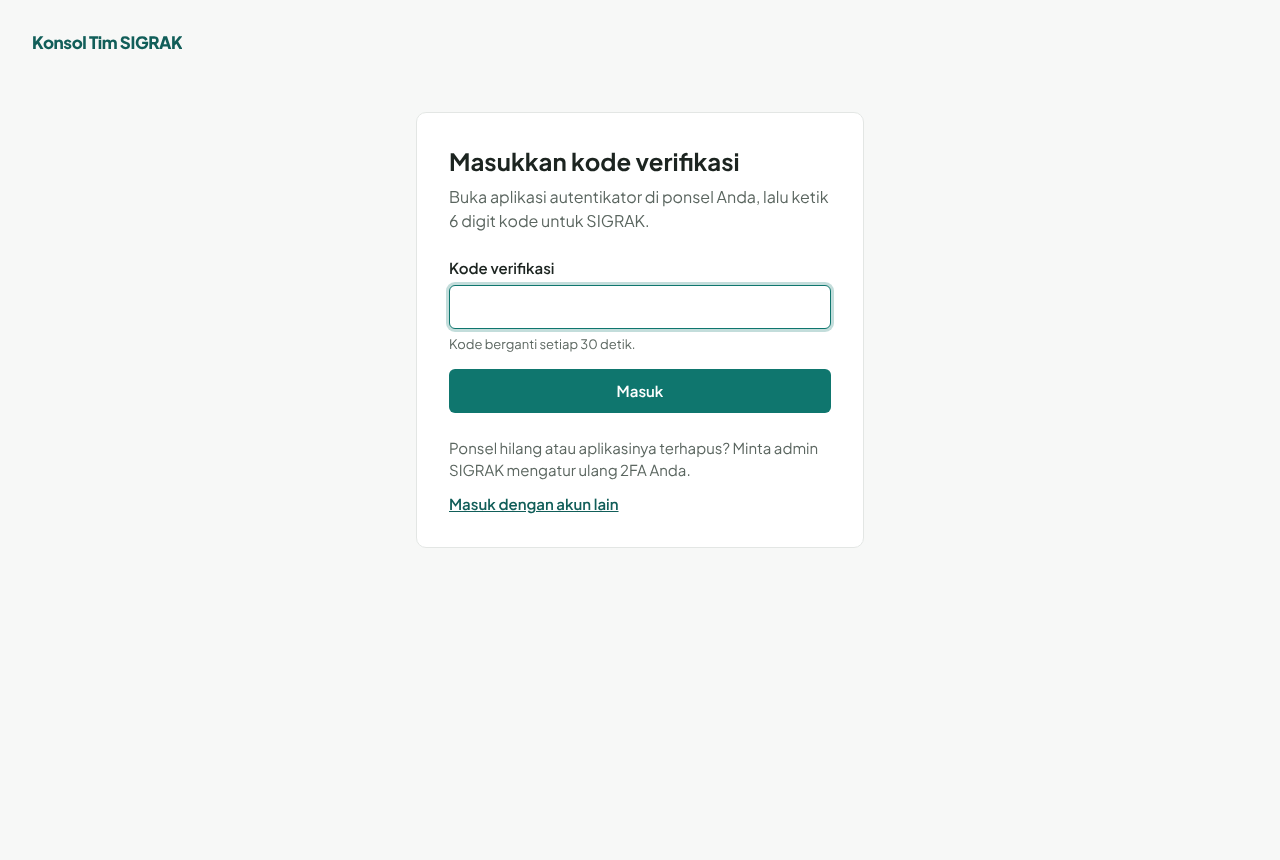 Konsol Tim SIGRAK
Masukkan kode verifikasi
Buka aplikasi autentikator di ponsel Anda, lalu ketik
6 digit kode untuk SIGRAK.
Kode verifikasi
Kode berganti setiap 30 detik.
Masuk
Ponsel hilang atau aplikasinya terhapus? Minta admin
SIGRAK mengatur ulang 2FA Anda.
Masuk dengan akun lain